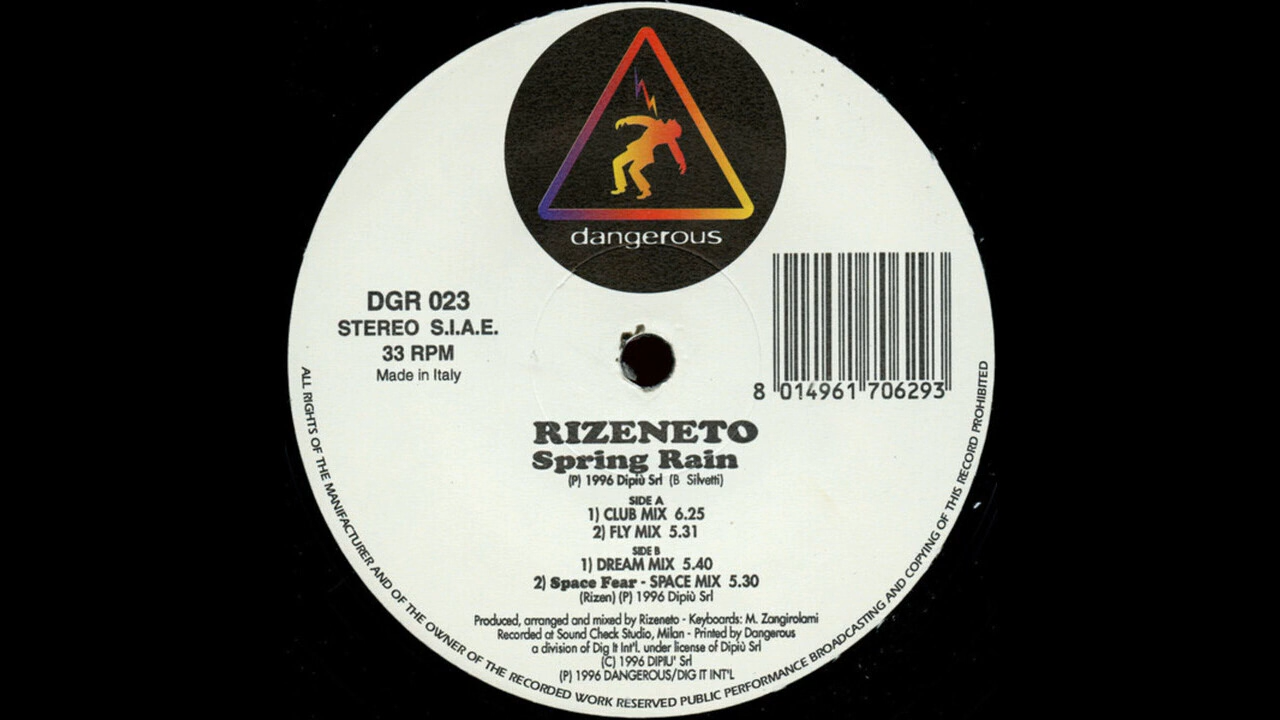 dangerous
DGR 023
STEREO S.I.A.E.
33 RPM
Made in Italy
8 014961 706293
RIZENETO
Spring Rain
(P) 1996 Dipiù Srl (B Silvetti)
SIDE A
1) CLUB MIX 6.25
2) FLY MIX 5.31
SIDE B
1) DREAM MIX 5.40
2) Space Fear - SPACE MIX 5.30
(Rizen) (P) 1996 Dipiù Srl
Produced, arranged and mixed by Rizeneto - Keyboards: M. Zangirolami
Recorded at Sound Check Studio, Milan - Printed by Dangerous
a division of Dig It Int'l. under license of Dipiù Srl
(C) 1996 DIPIU' Srl
(P) 1996 DANGEROUS/DIG IT INT'L
ALL RIGHTS OF THE MANIFACTURER AND OF THE OWNER OF THE RECORDED WORK RESERVED PUBLIC PERFORMANCE BROADCASTING AND COPYING OF THIS RECORD PROHIBITED